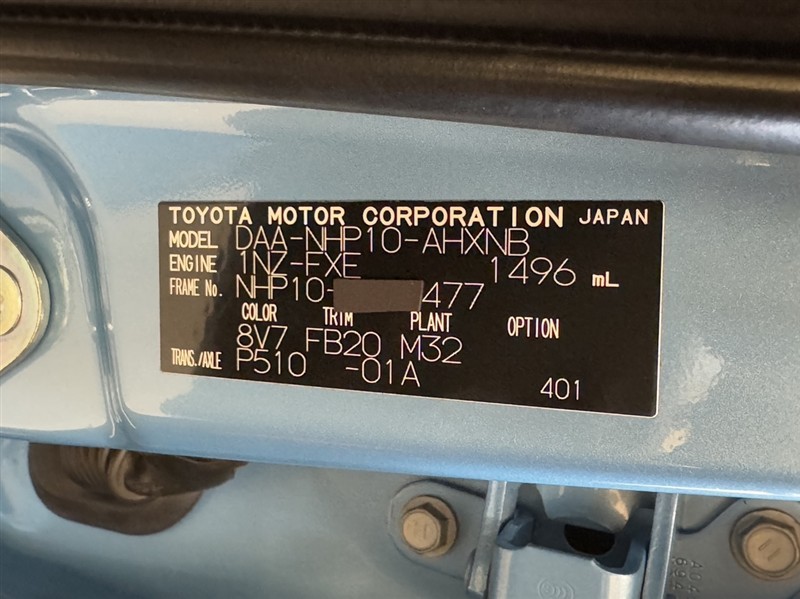 TOYOTA MOTOR CORPORATION JAPAN
MODEL DAA-NHP10-AHXNB
ENGINE 1NZ-FXE 1496 mL
FRAME No. NHP10- 477
COLOR TRIM PLANT OPTION
8V7 FB20 M32
TRANS./AXLE P510 -01A
401